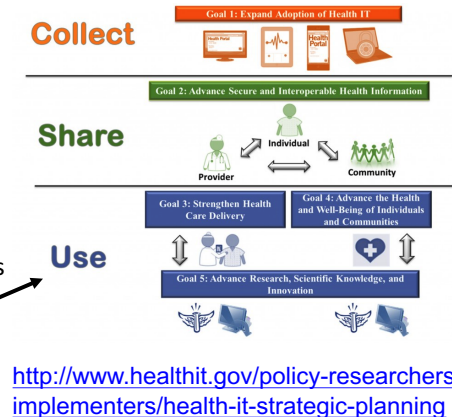 Collect
Goal 1: Expand Adoption of Health IT
Health Portal
Health
Portal
Goal 2: Advance Secure and Interoperable Health Information
Share
Individual
Provider
Community
Goal 3: Strengthen Health
Care Delivery
Goal 4: Advance the Health
and Well-Being of Individuals
and Communities
Use
s
Goal 5: Advance Research, Scientific Knowledge, and
Innovation
http://www.healthit.gov/policy-researchers
implementers/health-it-strategic-planning